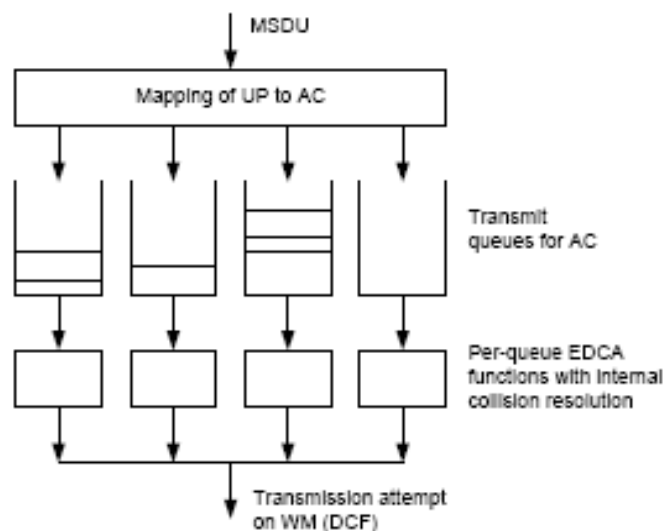 MSDU
Mapping of UP to AC
Transmit
queues for AC
Per-queue EDCA
functions with internal
collision resolution
Transmission attempt
on WM (DCF)